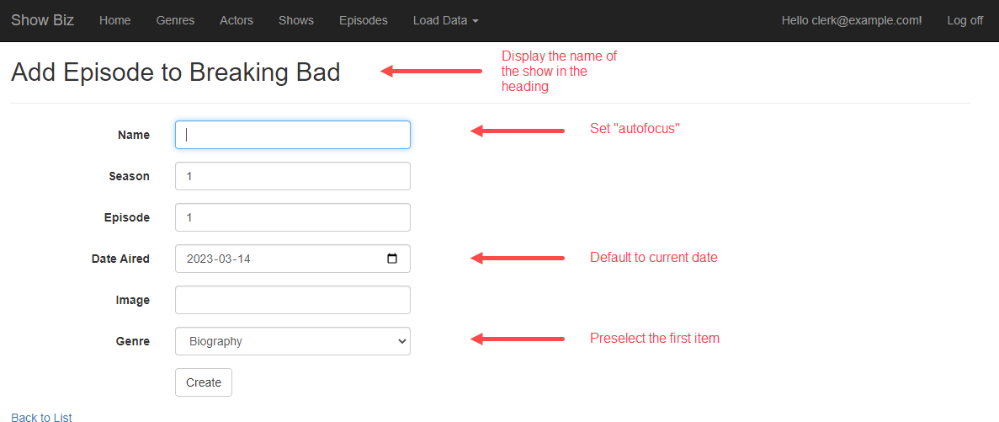 Show Biz Home Genres Actors Shows Episodes Load Data Hello clerk@example.com! Log off
Add Episode to Breaking Bad
Display the name of
the show in the
heading
Name
Set "autofocus"
Season 1
Episode 1
Date Aired 2023-03-14
Default to current date
Image
Genre Biography
Preselect the first item
Create
Back to List